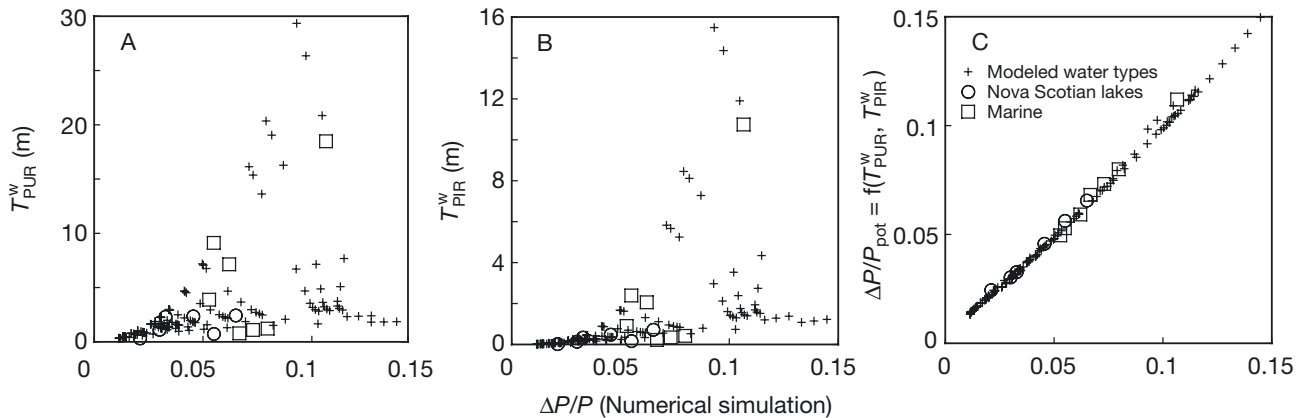 A
30
20
10
0
T^w_PUR (m)
0
0.05
0.10
0.15
B
16
12
8
4
0
T^w_PIR (m)
0
0.05
0.10
0.15
C
Modeled water types
Nova Scotian lakes
Marine
0.15
0.1
0.05
0
ΔP/P_pot = f(T^w_PUR, T^w_PIR)
0
0.05
0.1
0.15
ΔP/P (Numerical simulation)